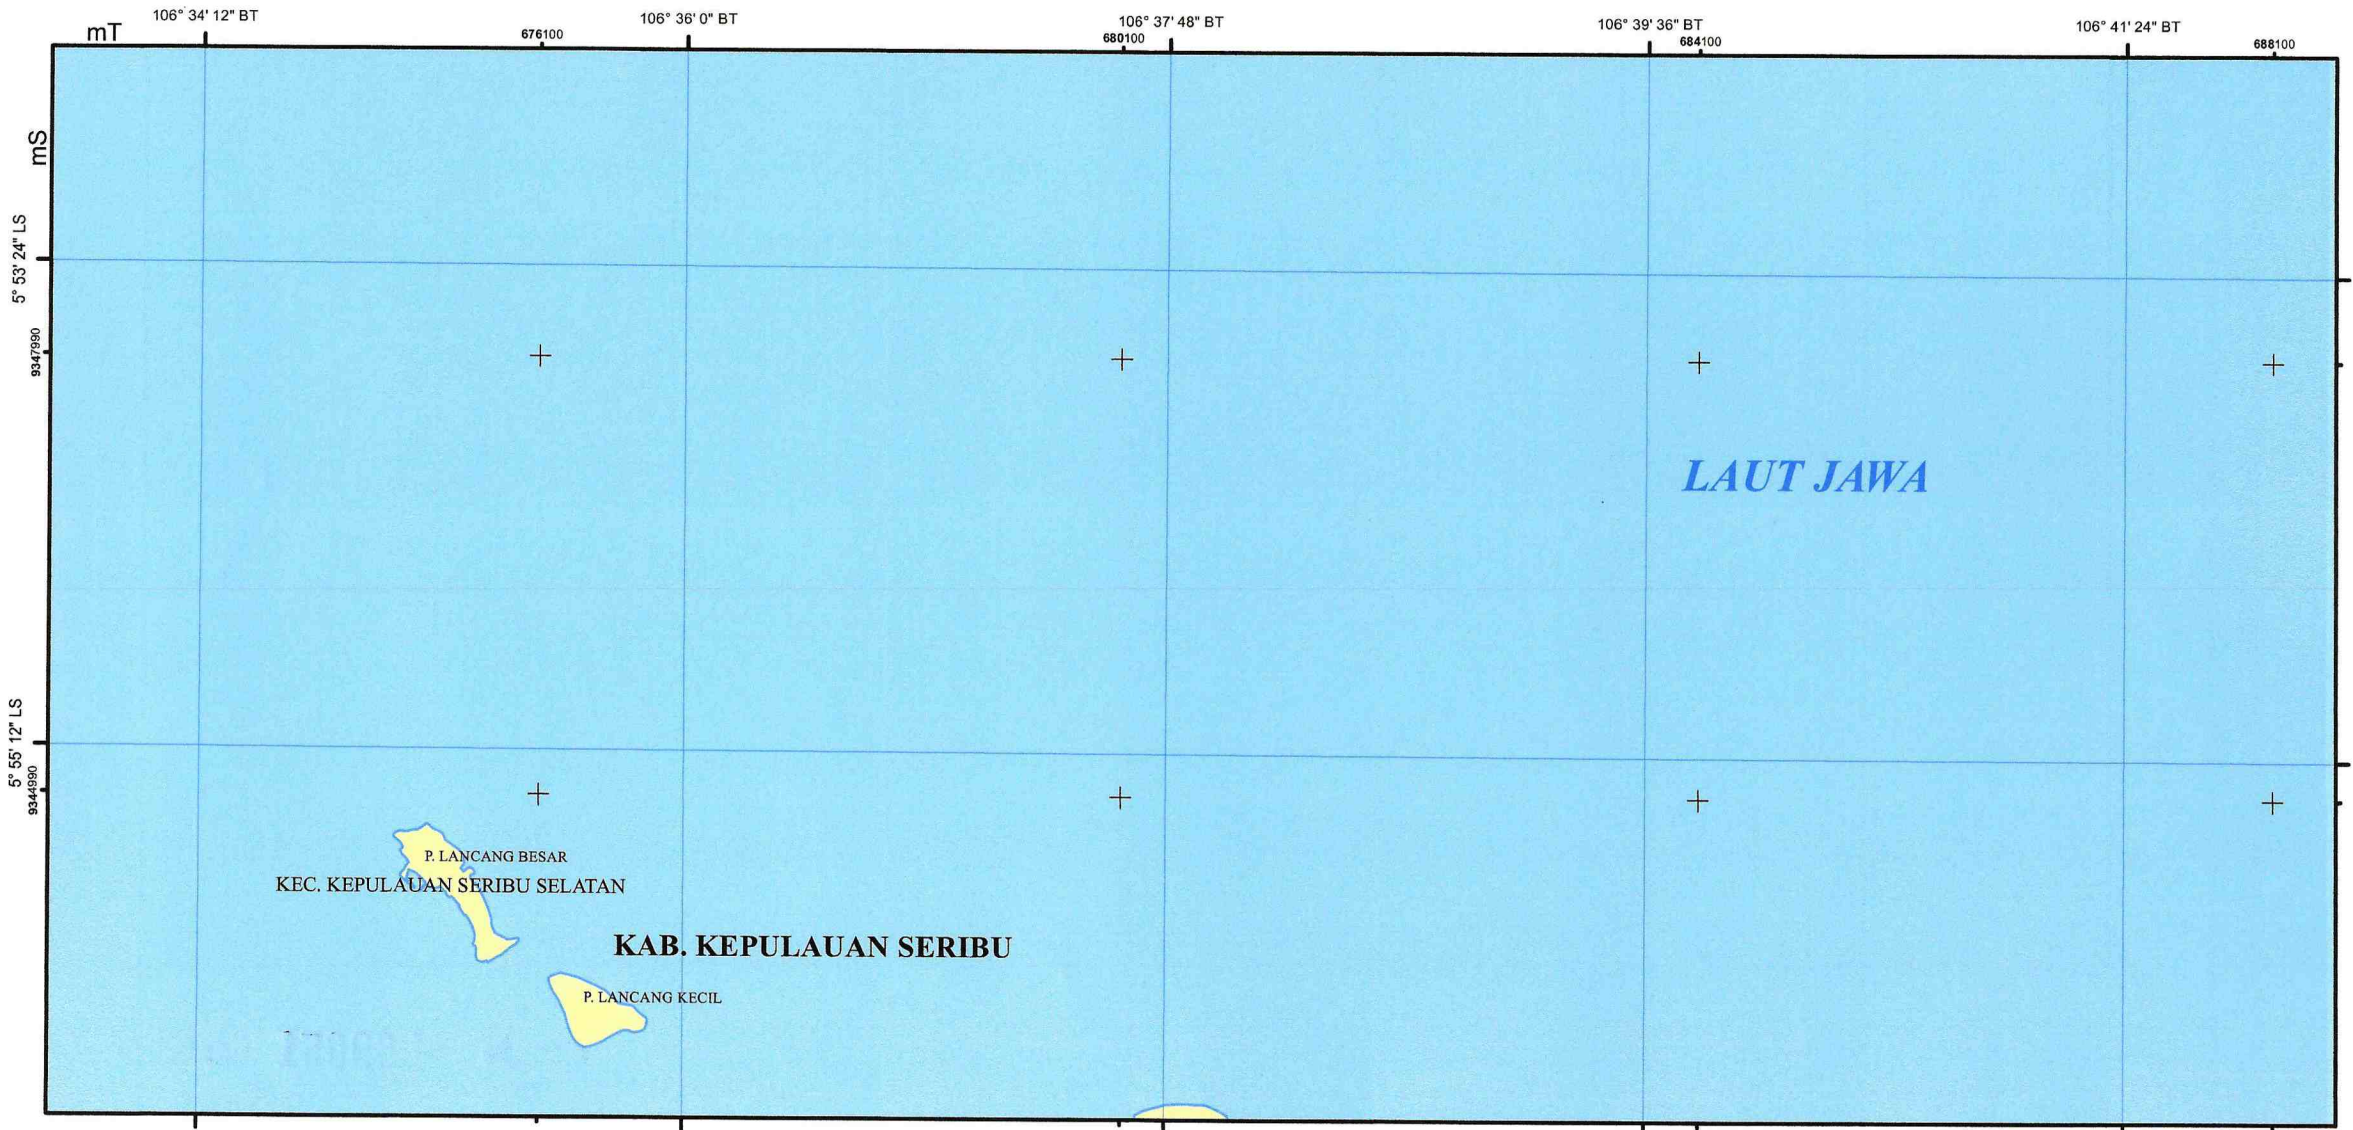 106° 34' 12" BT
106° 36' 0" BT
106° 37' 48" BT
106° 39' 36" BT
106° 41' 24" BT
mT
676100
680100
684100
688100
mS
5° 53' 24" LS
9347990
LAUT JAWA
5° 55' 12" LS
9344990
P. LANCANG BESAR
KEC. KEPULAUAN SERIBU SELATAN
KAB. KEPULAUAN SERIBU
P. LANCANG KECIL